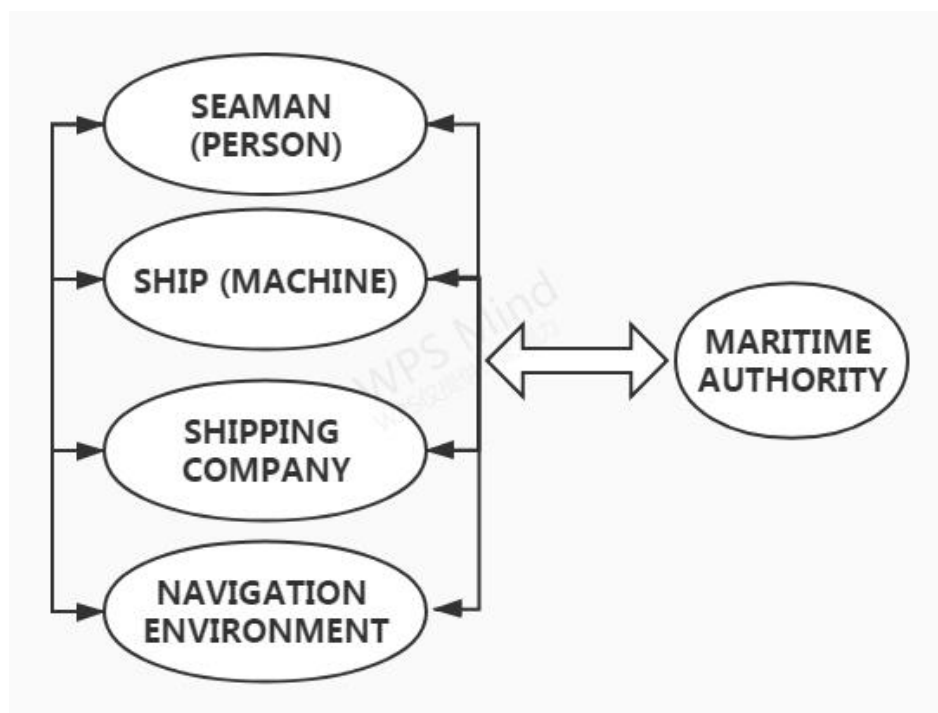 SEAMAN
(PERSON)
SHIP (MACHINE)
SHIPPING
COMPANY
NAVIGATION
ENVIRONMENT
MARITIME
AUTHORITY
WPS Mind